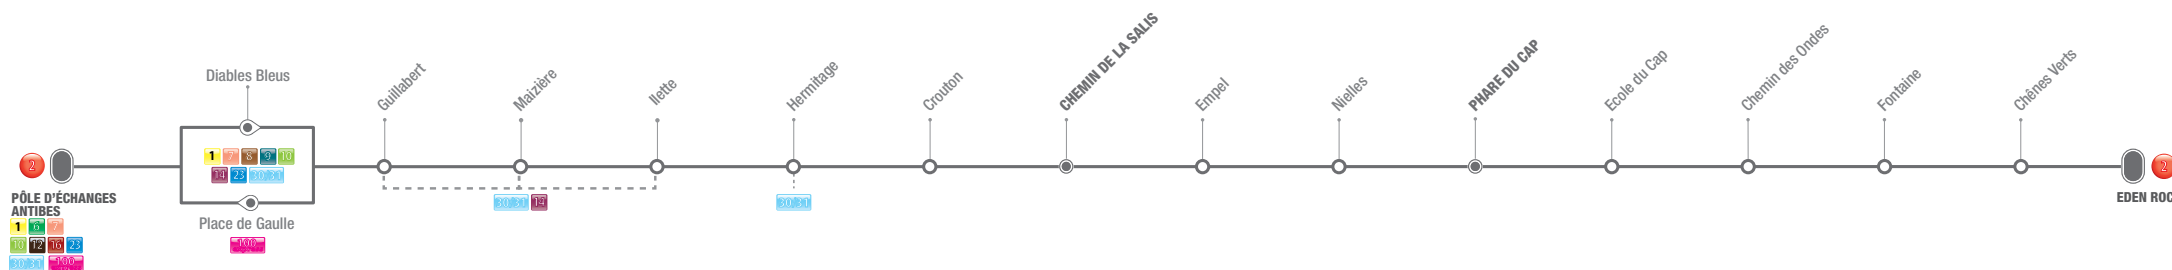 2
PÔLE D'ÉCHANGES
ANTIBES
1 6 7
10 12 16 23
30 31 100
Diables Bleus
1 7 8 9 10
14 23 30 31
Place de Gaulle
100
Guillabert
Maizière
Ilette
30 31 14
Hermitage
30 31
Crouton
CHEMIN DE LA SALIS
Empel
Nielles
PHARE DU CAP
Ecole du Cap
Chemin des Ondes
Fontaine
Chênes Verts
2
EDEN ROC